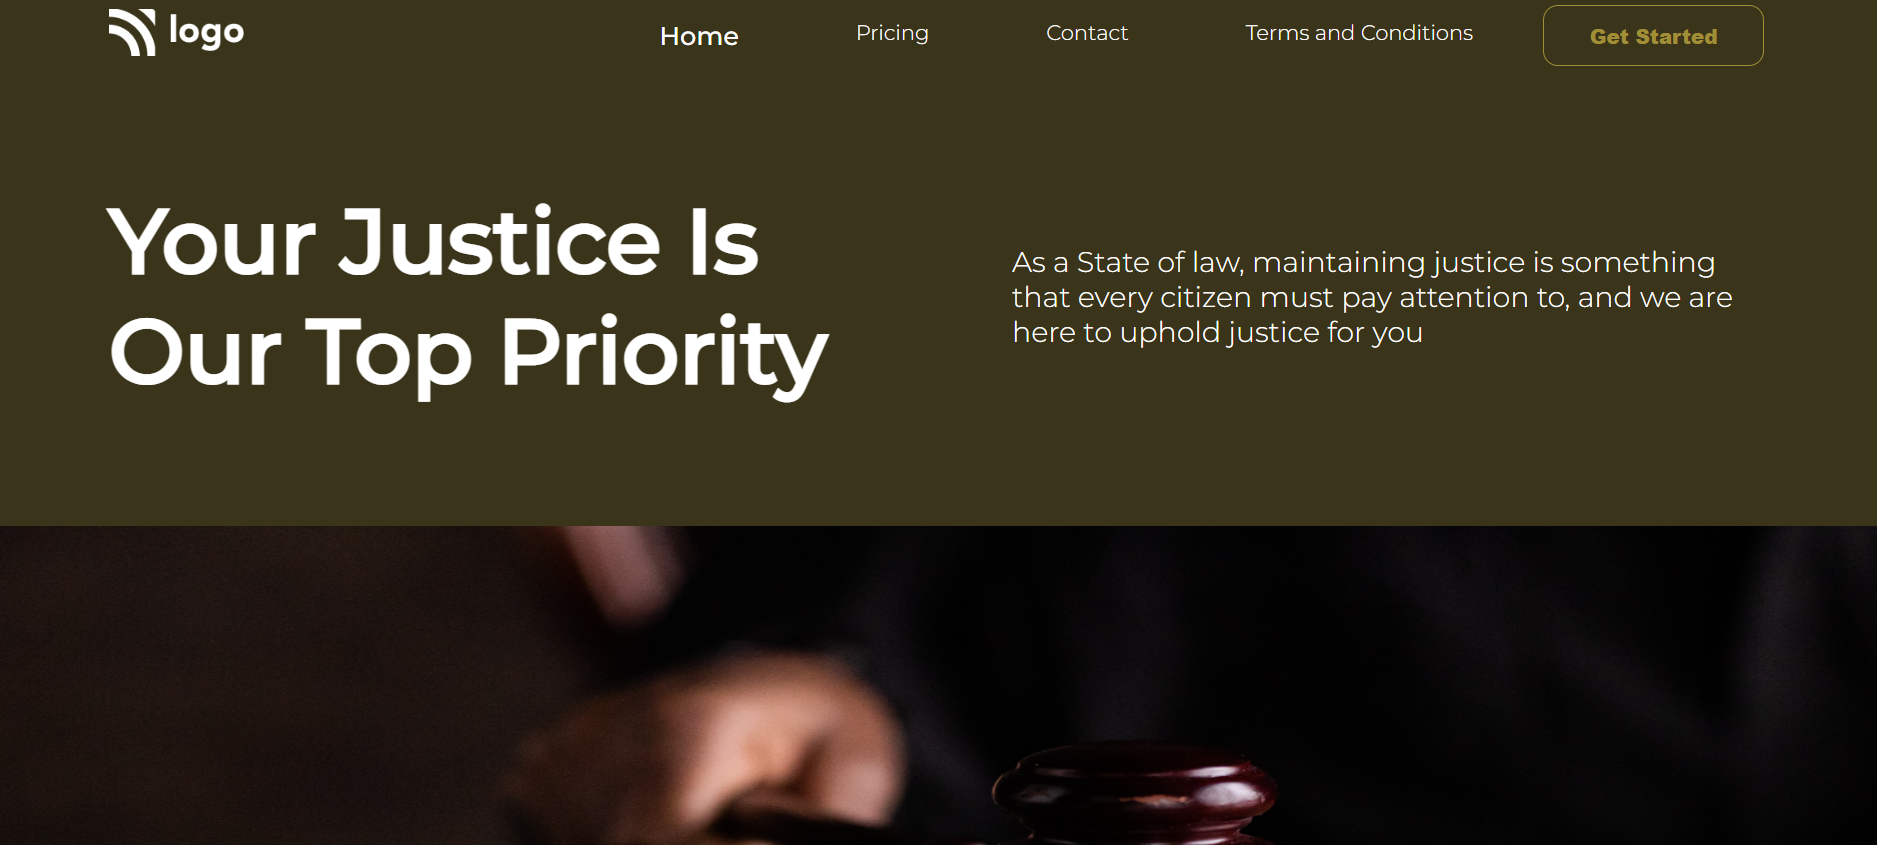 logo
Home
Pricing
Contact
Terms and Conditions
Get Started
Your Justice Is
Our Top Priority
As a State of law, maintaining justice is something
that every citizen must pay attention to, and we are
here to uphold justice for you